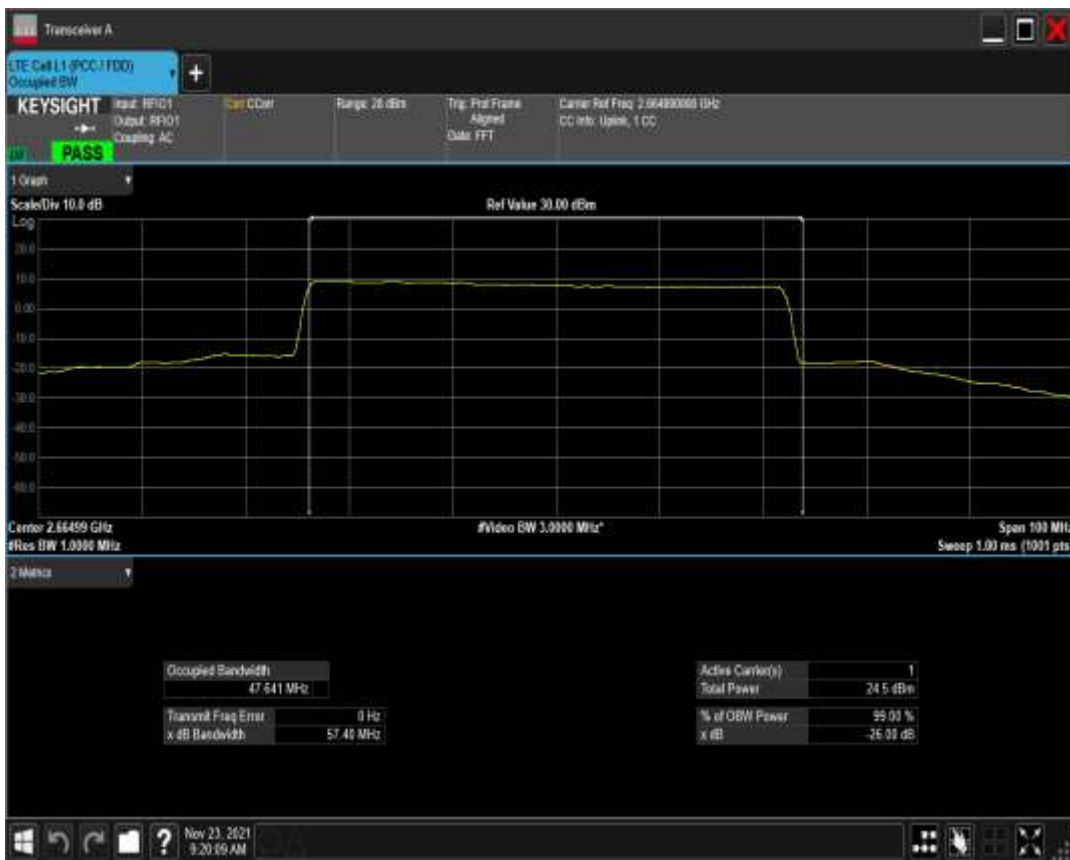 Transceiver A
LTE Cell L1 (PCC / FDD)
Occupied BW
KEYSIGHT
Input: RFIO1
Output: RFIO1
Coupling: AC
PASS
Corr CCorr
Range: 28 dBm
Trig: Prd Frame
Aligned
Gate: FFT
Carrier Ref Freq: 2.664990000 GHz
CC Info: Uplink, 1 CC
1 Graph
Scale/Div 10.0 dB
Ref Value 30.00 dBm
Log
20.0
10.0
0.00
-10.0
-20.0
-30.0
-40.0
-50.0
-60.0
Center 2.66499 GHz
#Video BW 3.0000 MHz*
Span 100 MHz
#Res BW 1.0000 MHz
Sweep 1.00 ms (1001 pts
2 Metrics
Occupied Bandwidth
47.641 MHz
Transmit Freq Error 0 Hz
x dB Bandwidth 57.40 MHz
Active Carrier(s) 1
Total Power 24.5 dBm
% of OBW Power 99.00 %
x dB -26.00 dB
Nov 23, 2021
9:20:09 AM